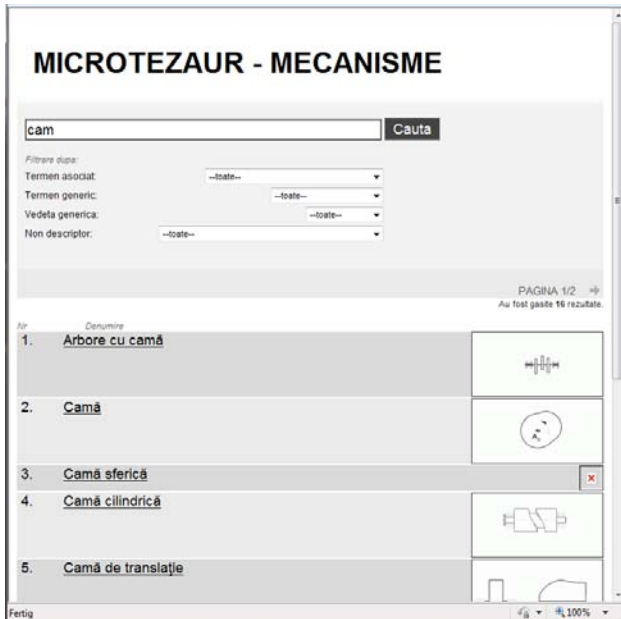 MICROTEZAUR - MECANISME
cam Cauta
Filtrare dupa:
Termen asociat: --toate--
Termen generic: --toate--
Vedeta generica: --toate--
Non descriptor: --toate--
PAGINA 1/2
Au fost gasite 16 rezultate.
Nr Denumire
1. Arbore cu camă
2. Camă
3. Camă sferică
4. Camă cilindrică
5. Camă de translaţie
Fertig 100%